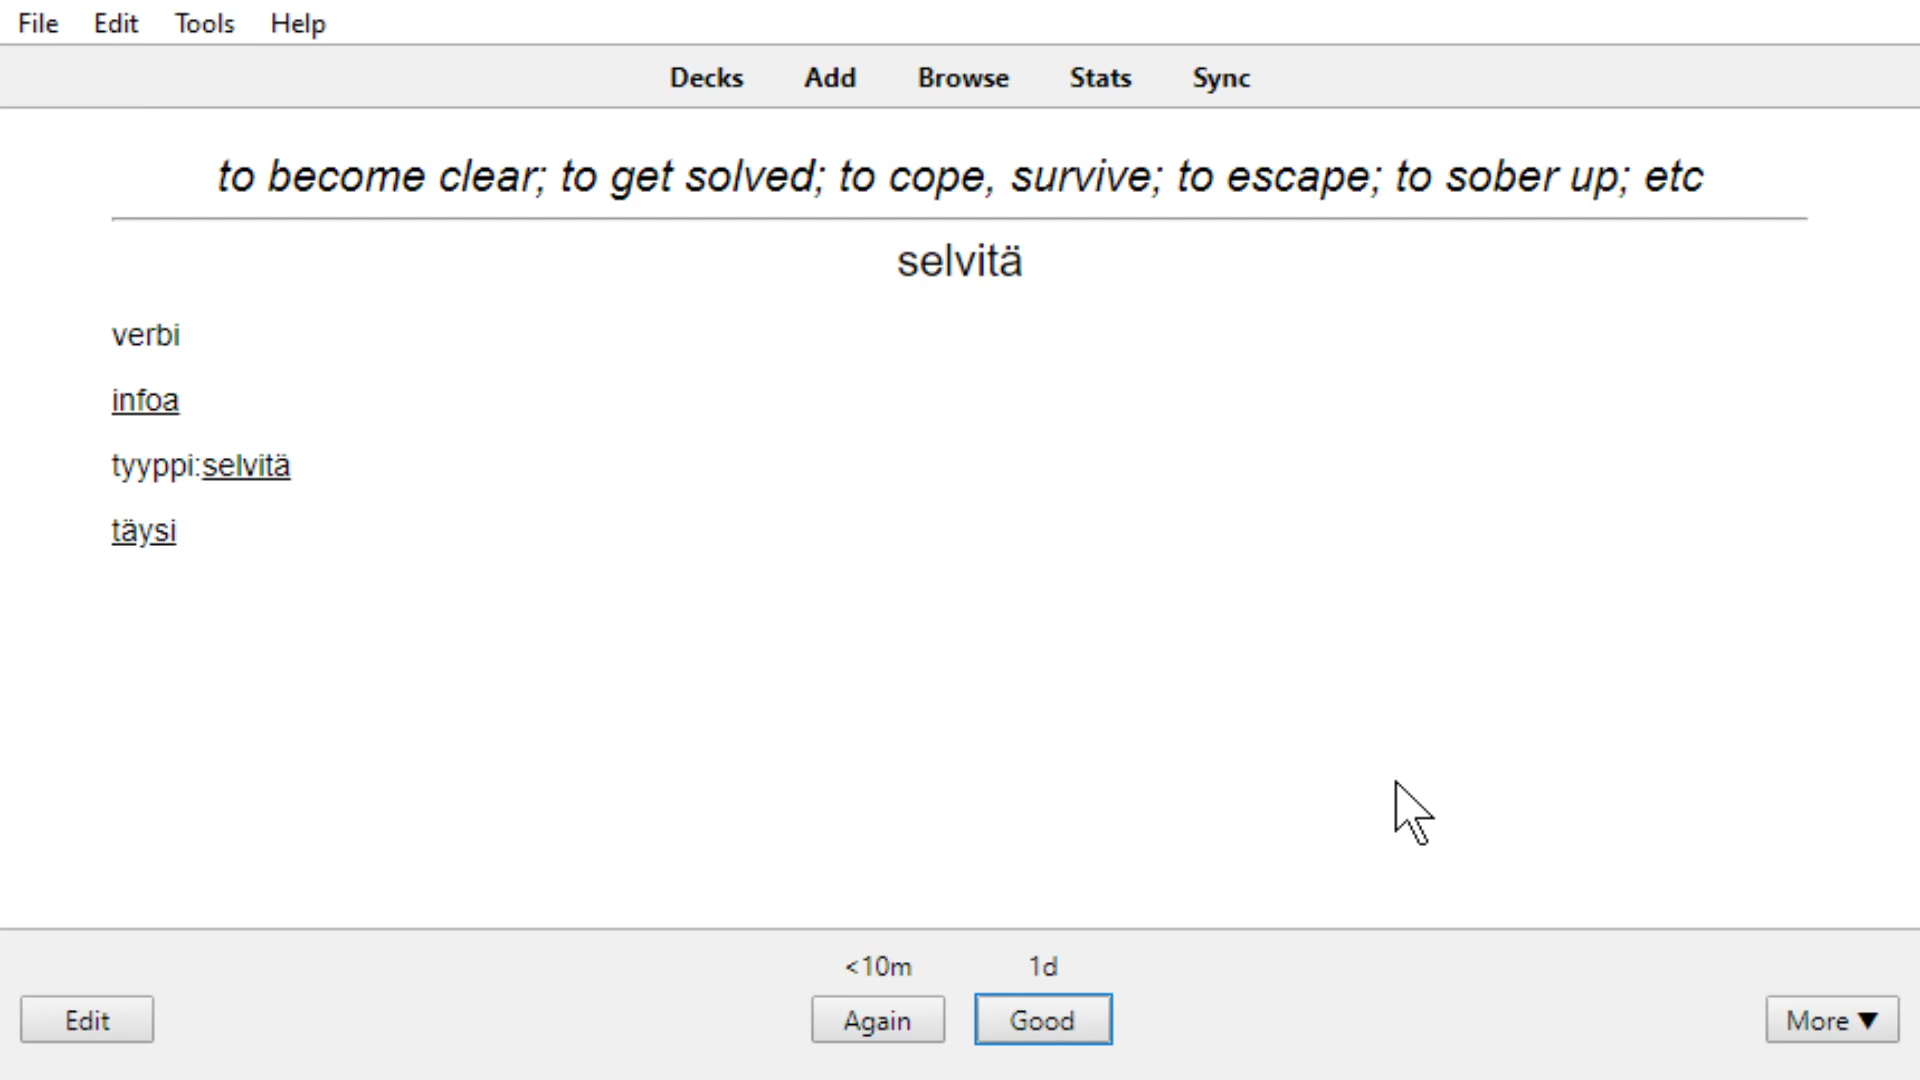 File Edit Tools Help
Decks Add Browse Stats Sync
to become clear; to get solved; to cope, survive; to escape; to sober up; etc
selvitä
verbi
infoa
tyyppi:selvitä
täysi
<10m 1d
Edit Again Good More ▼